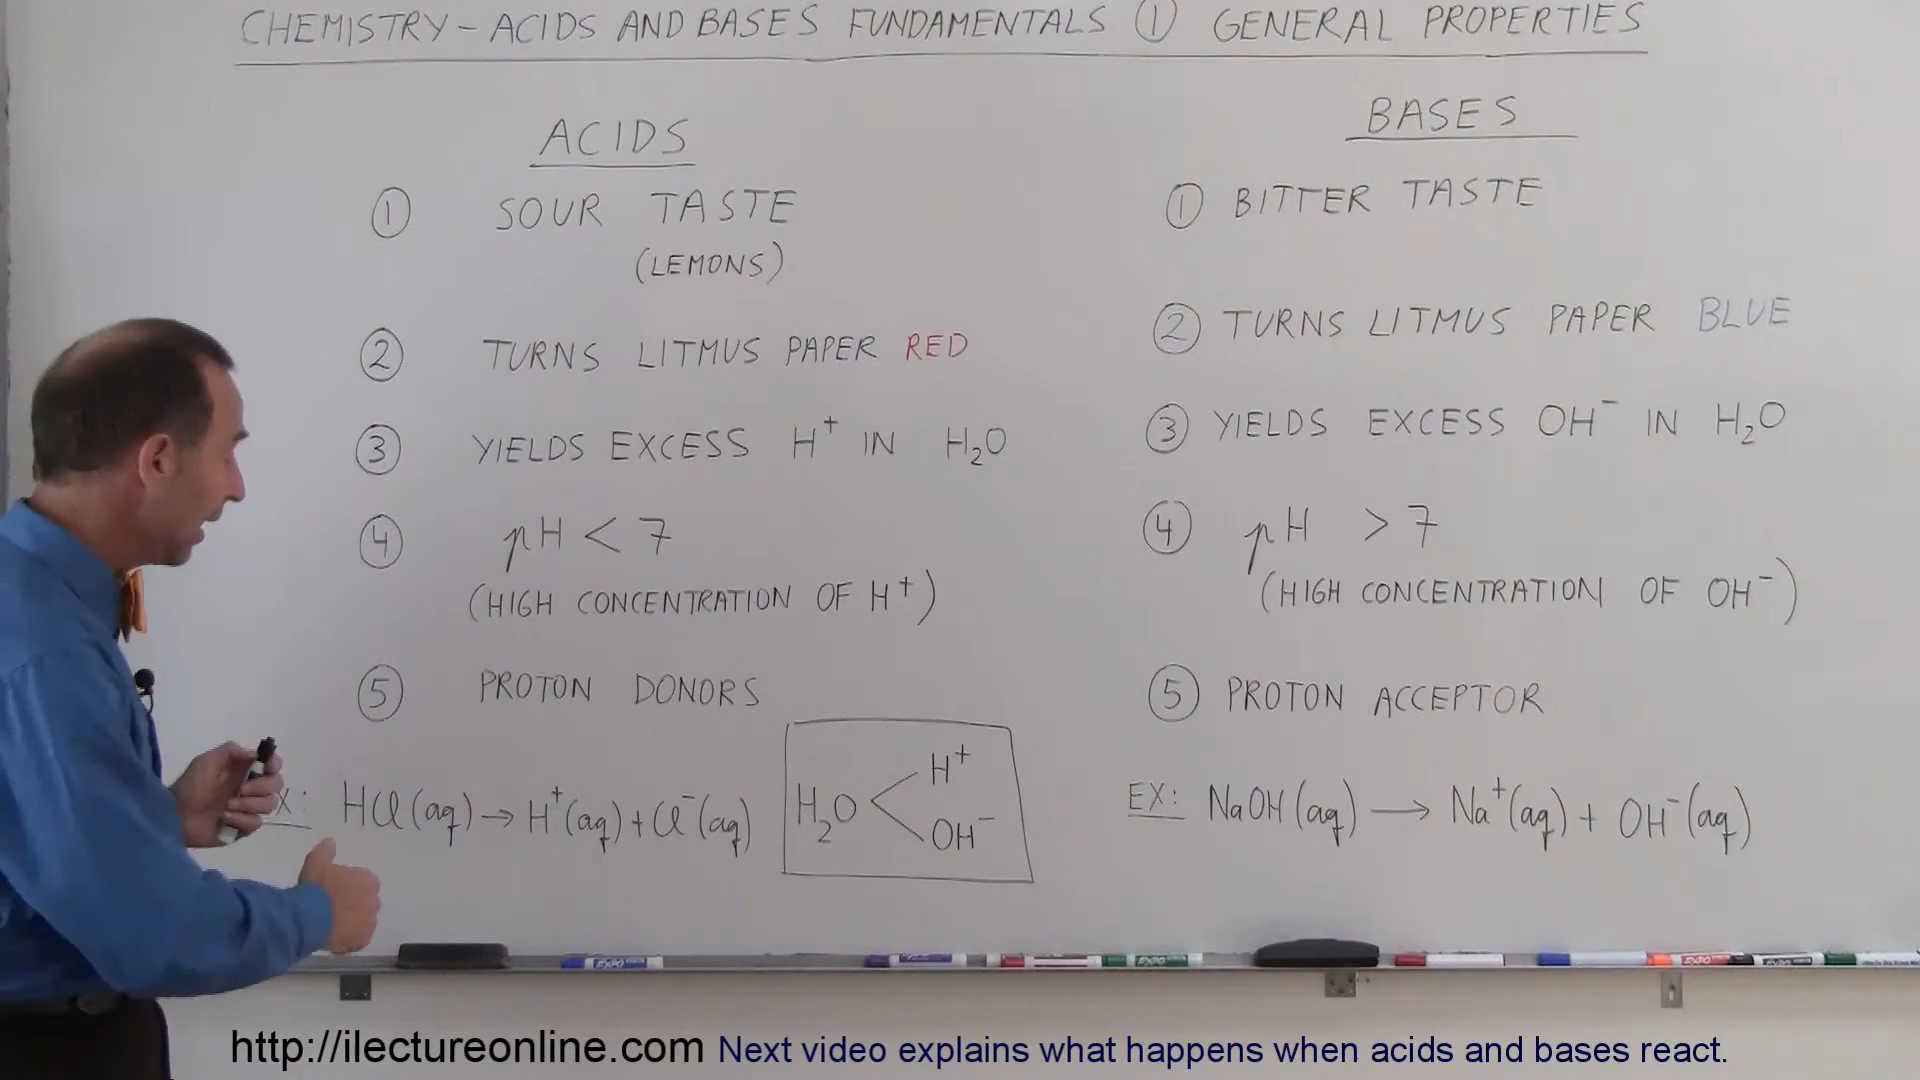 CHEMISTRY - ACIDS AND BASES FUNDAMENTALS ① GENERAL PROPERTIES
ACIDS
① SOUR TASTE
(LEMONS)
② TURNS LITMUS PAPER RED
③ YIELDS EXCESS H⁺ IN H₂O
④ pH < 7
(HIGH CONCENTRATION OF H⁺)
⑤ PROTON DONORS
X: HCl(aq) → H⁺(aq) + Cl⁻(aq)
H₂O < H⁺
OH⁻
BASES
① BITTER TASTE
② TURNS LITMUS PAPER BLUE
③ YIELDS EXCESS OH⁻ IN H₂O
④ pH > 7
(HIGH CONCENTRATION OF OH⁻)
⑤ PROTON ACCEPTOR
EX: NaOH(aq) → Na⁺(aq) + OH⁻(aq)
EXPO
EXPO
EXPO
http://ilectureonline.com Next video explains what happens when acids and bases react.